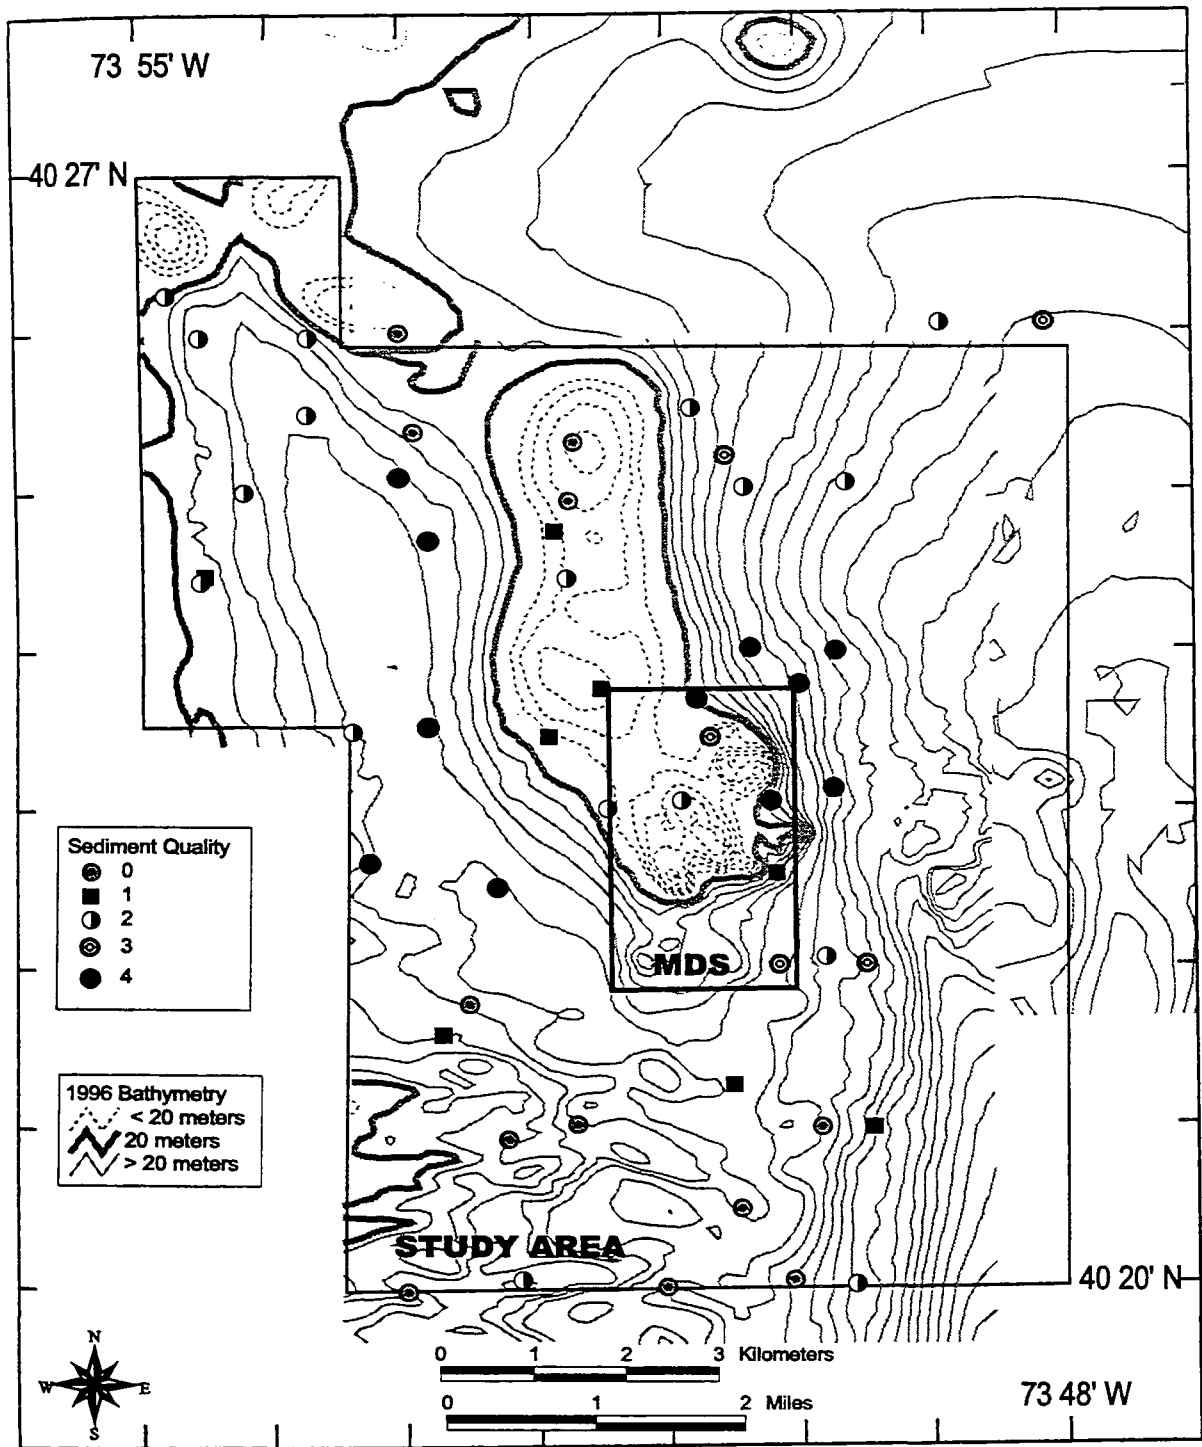 73 55' W
40 27' N
Sediment Quality
0
1
2
3
4
MDS
1996 Bathymetry
< 20 meters
20 meters
> 20 meters
STUDY AREA
40 20' N
N
W E
S
0 1 2 3 Kilometers
0 1 2 Miles
73 48' W